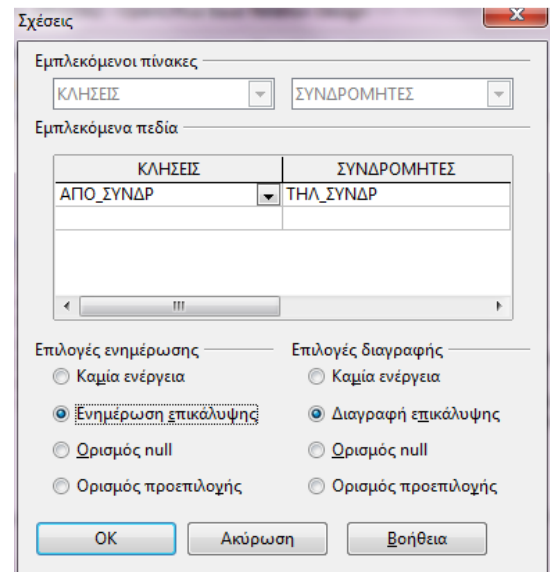 Σχέσεις
Εμπλεκόμενοι πίνακες
ΚΛΗΣΕΙΣ ΣΥΝΔΡΟΜΗΤΕΣ
Εμπλεκόμενα πεδία
ΚΛΗΣΕΙΣ ΣΥΝΔΡΟΜΗΤΕΣ
ΑΠΟ_ΣΥΝΔΡ ΤΗΛ_ΣΥΝΔΡ
Επιλογές ενημέρωσης Επιλογές διαγραφής
Καμία ενέργεια Καμία ενέργεια
Ενημέρωση επικάλυψης Διαγραφή επικάλυψης
Ορισμός null Ορισμός null
Ορισμός προεπιλογής Ορισμός προεπιλογής
OK Ακύρωση Βοήθεια